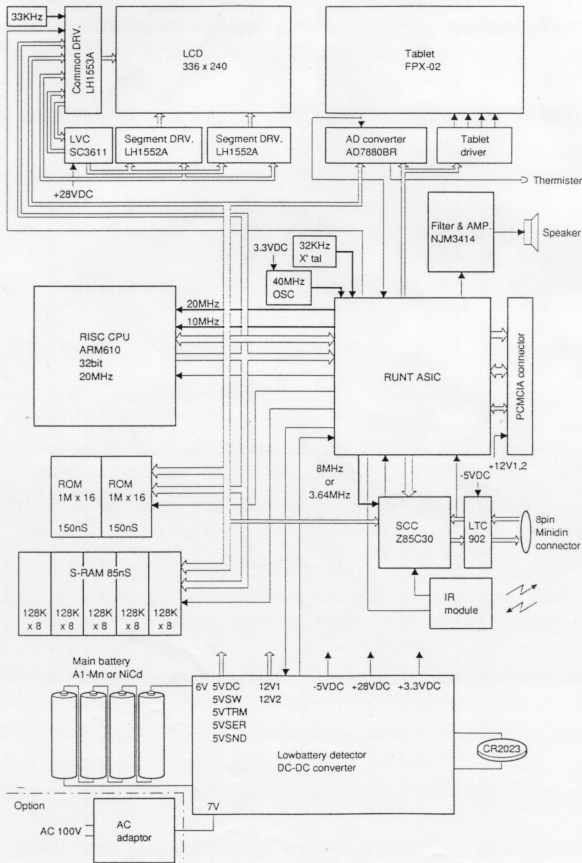 33KHz
Common DRV.
LH1553A
LCD
336 x 240
Tablet
FPX-02
LVC
SC3611
Segment DRV.
LH1552A
Segment DRV.
LH1552A
AD converter
AD7880BR
Tablet
driver
+28VDC
Thermister
Filter & AMP.
NJM3414
Speaker
3.3VDC
32KHz
X' tal
40MHz
OSC
20MHz
10MHz
RISC CPU
ARM610
32bit
20MHz
RUNT ASIC
PCMCIA connector
+12V1,2
-5VDC
8MHz
or
3.64MHz
ROM
1M x 16
150nS
ROM
1M x 16
150nS
SCC
Z85C30
LTC
902
8pin
Minidin
connector
S-RAM 85nS
128K
x 8
128K
x 8
128K
x 8
128K
x 8
128K
x 8
IR
module
Main battery
A1-Mn or NiCd
6V
5VDC
5VSW
5VTRM
5VSER
5VSND
12V1
12V2
-5VDC
+28VDC
+3.3VDC
Lowbattery detector
DC-DC converter
CR2023
7V
Option
AC 100V
AC
adaptor